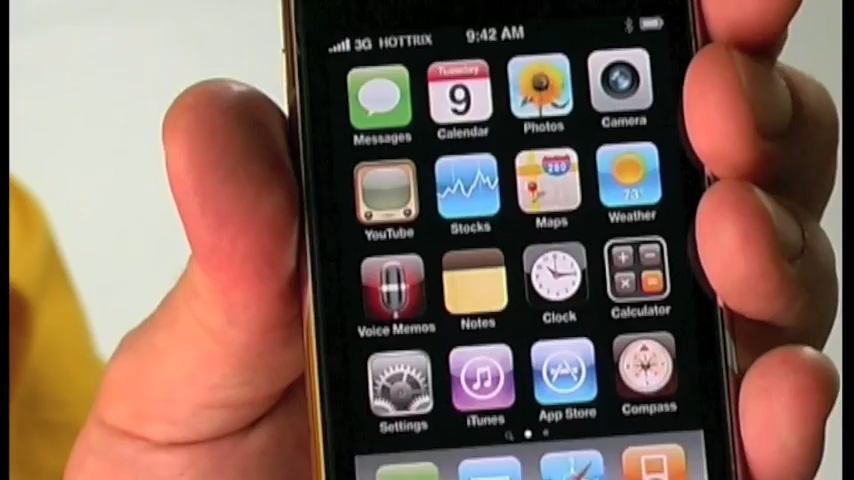 3G HOTTRIX 9:42 AM
Tuesday
9
280
73°
Messages Calendar Photos Camera
YouTube Stocks Maps Weather
Voice Memos Notes Clock Calculator
Settings iTunes App Store Compass